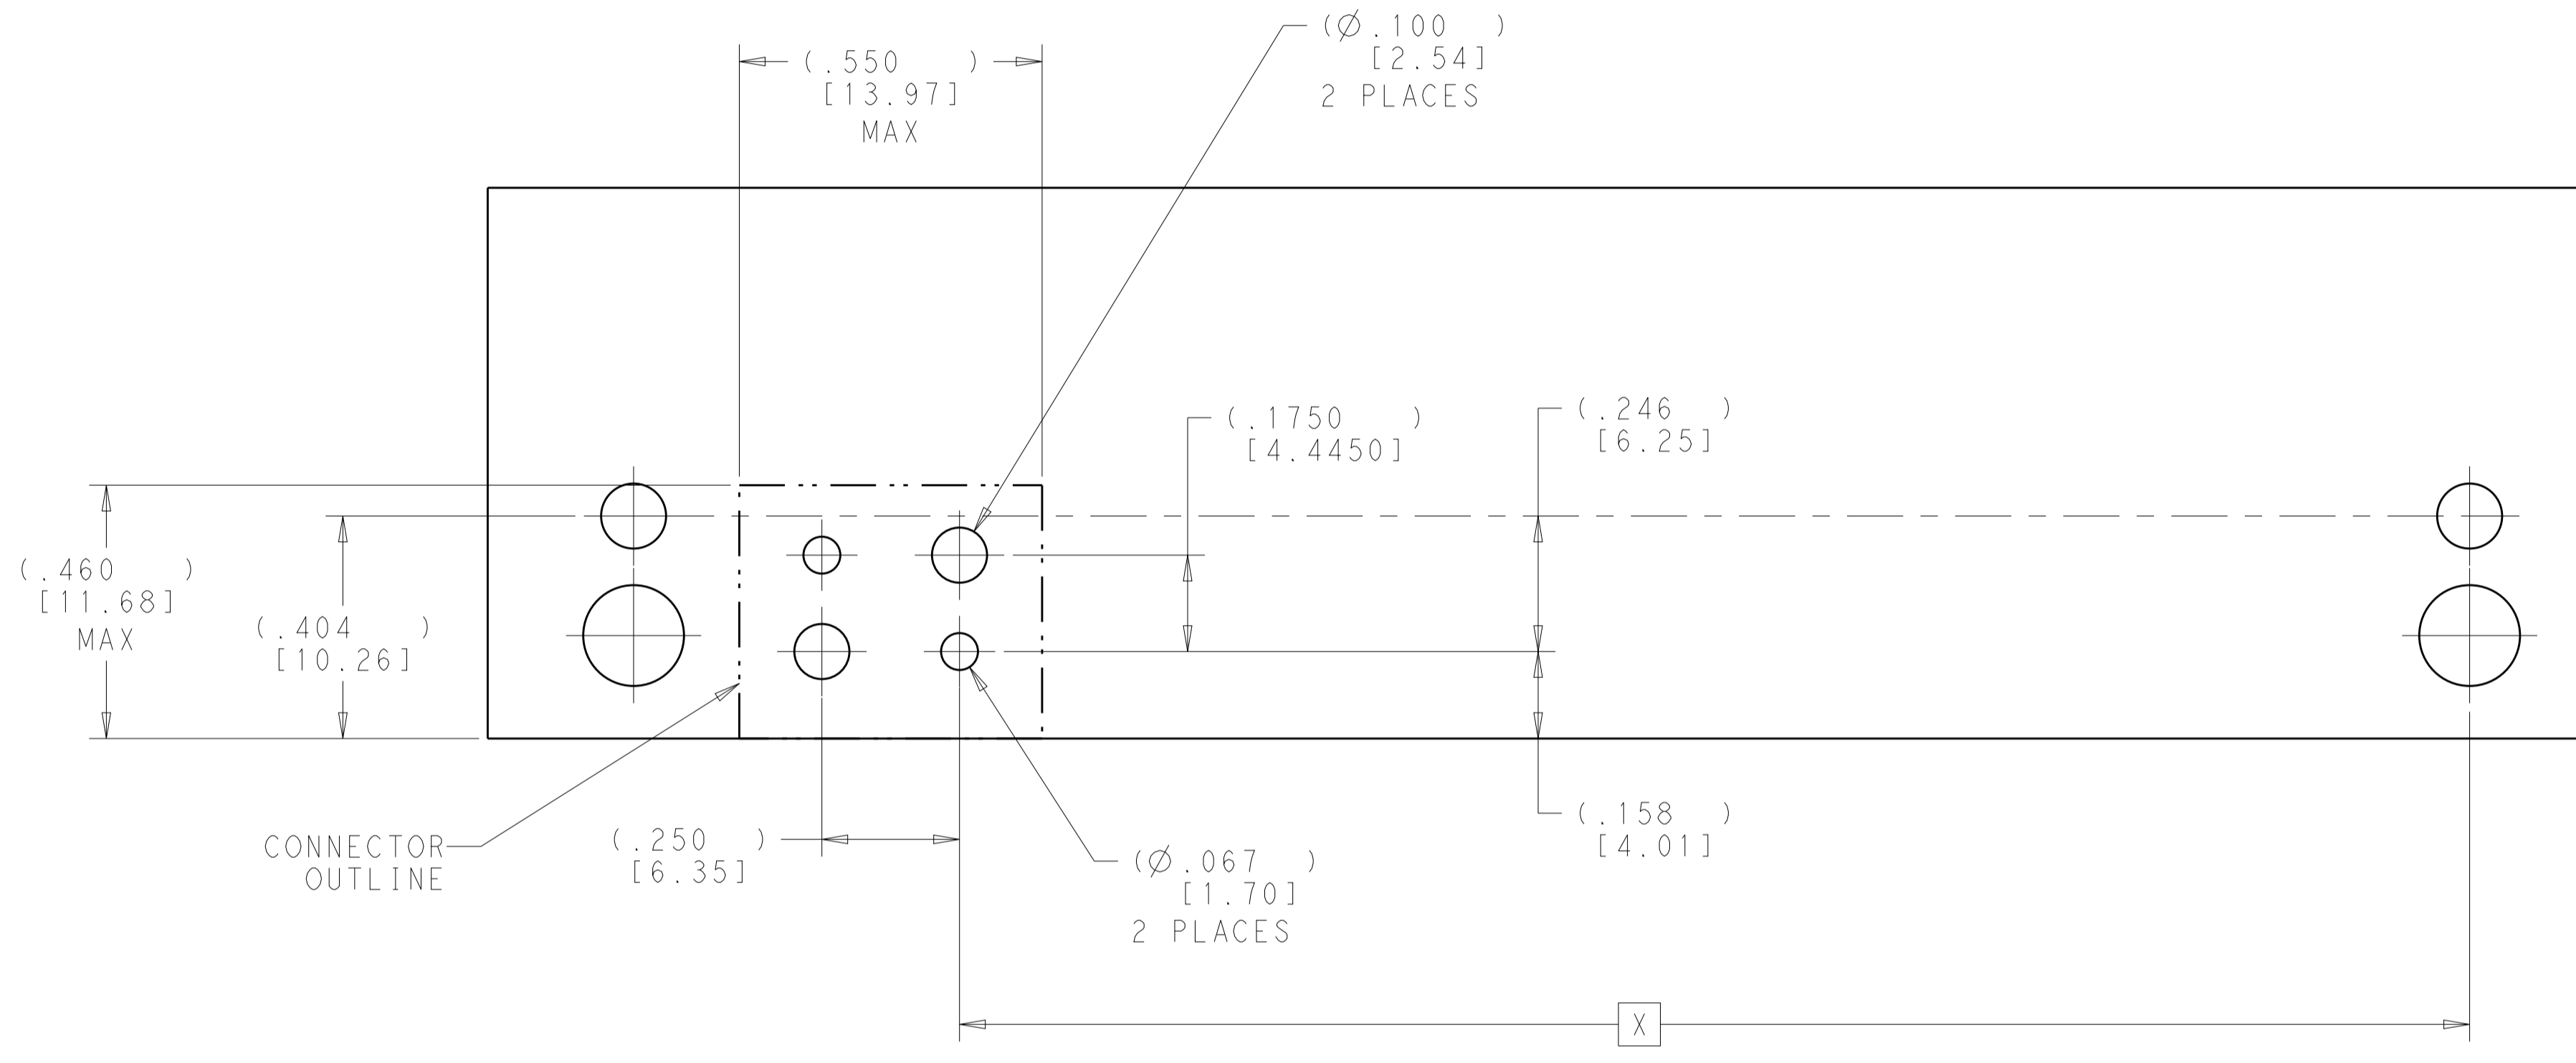 (Ø.100 )
[2.54]
2 PLACES
(.550 )
[13.97]
MAX
(.1750 )
[4.4450]
(.246 )
[6.25]
(.460 )
[11.68]
MAX
(.404 )
[10.26]
CONNECTOR
OUTLINE
(.250 )
[6.35]
(Ø.067 )
[1.70]
2 PLACES
(.158 )
[4.01]
X